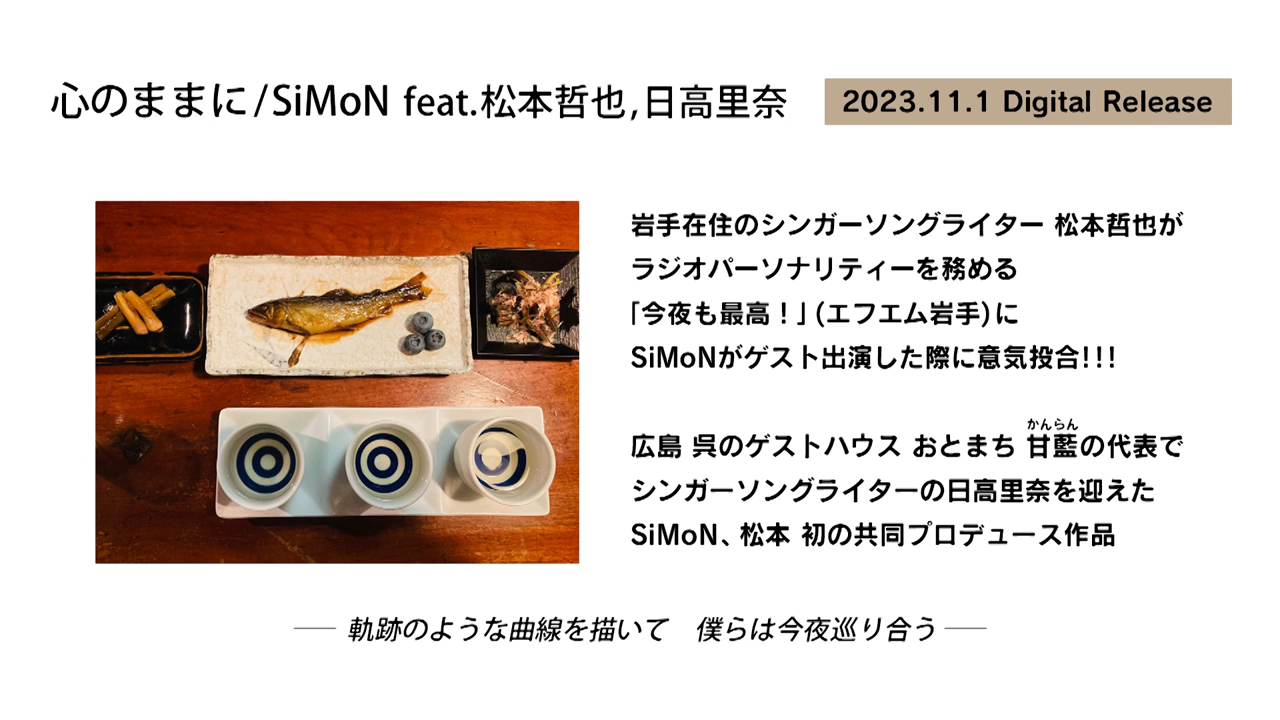 心のままに/SiMoN feat.松本哲也,日高里奈
2023.11.1 Digital Release
岩手在住のシンガーソングライター 松本哲也が
ラジオパーソナリティーを務める
「今夜も最高！」(エフエム岩手)に
SiMoNがゲスト出演した際に意気投合!!!
かんらん
広島 呉のゲストハウス おとまち 甘藍の代表で
シンガーソングライターの日高里奈を迎えた
SiMoN、松本 初の共同プロデュース作品
── 軌跡のような曲線を描いて　僕らは今夜巡り合う ──